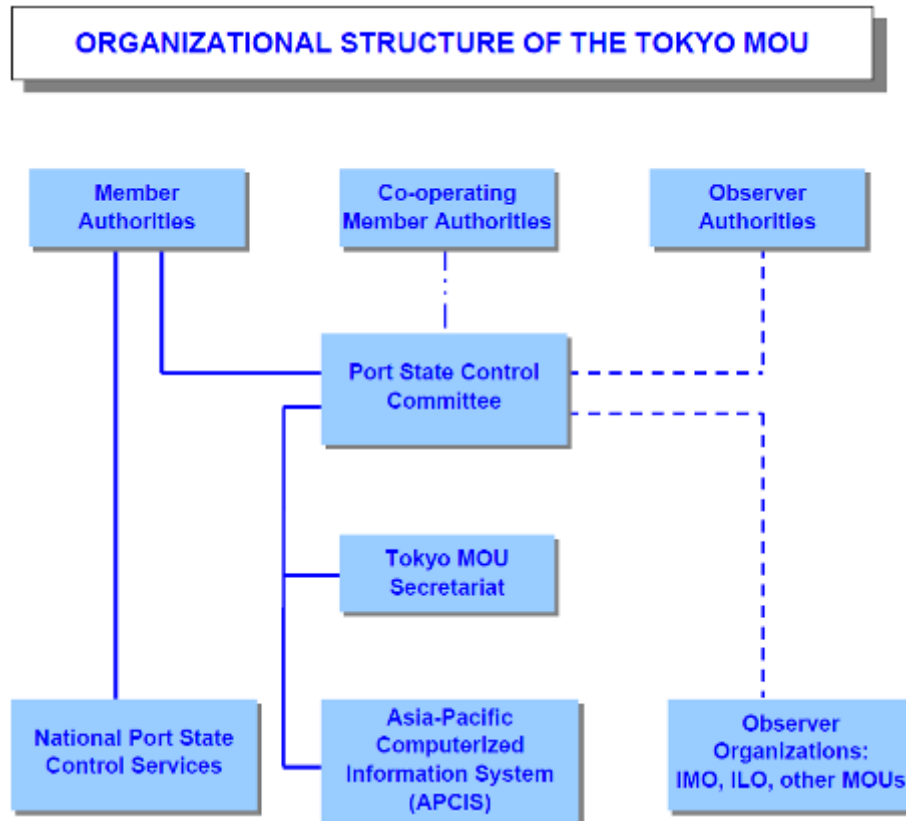 ORGANIZATIONAL STRUCTURE OF THE TOKYO MOU
Member
Authorities
Co-operating
Member Authorities
Observer
Authorities
Port State Control
Committee
Tokyo MOU
Secretariat
National Port State
Control Services
Asia-Pacific
Computerized
Information System
(APCIS)
Observer
Organizations:
IMO, ILO, other MOUs